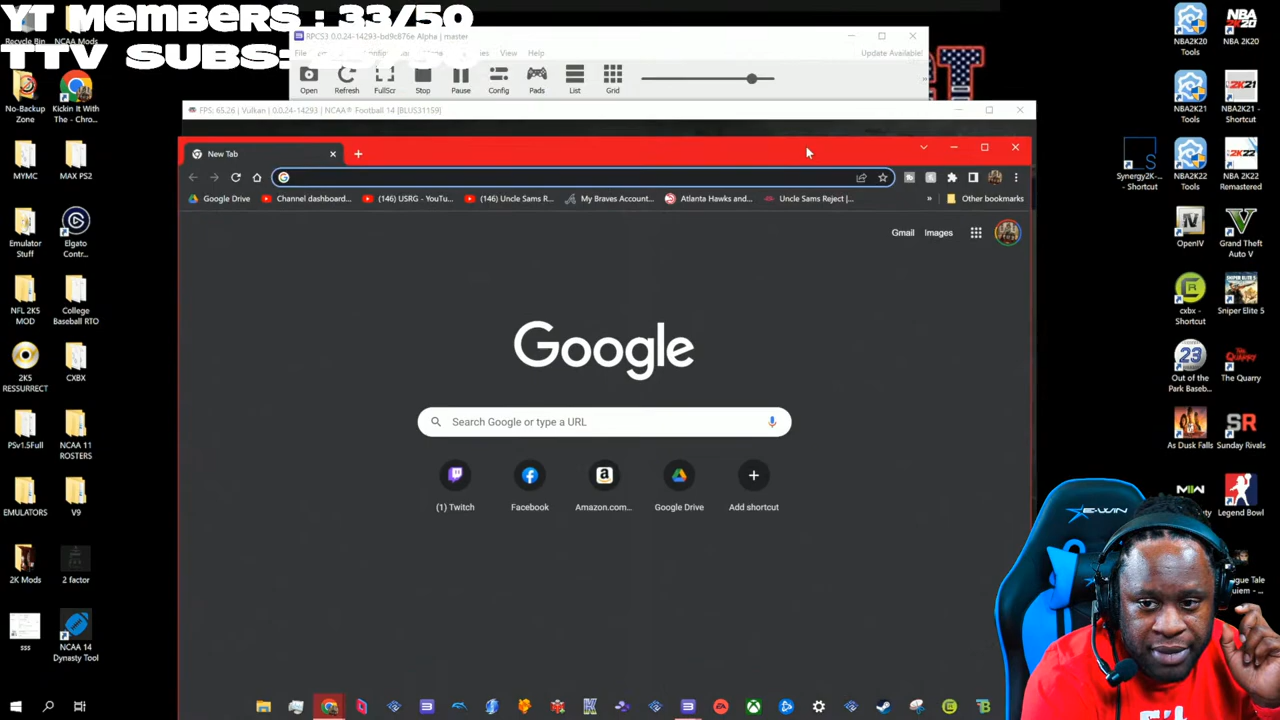 YT Members : 33/50
TTV SUBS:
Recycle Bin
NCAA Mods
No-Backup Zone
Kickin It With The - Chro...
MYMC
MAX PS2
Emulator Stuff
Elgato Contr...
NFL 2K5 MOD
College Baseball RTO
2K5 RESSURRECT
CXBX
PSv1.5Full
NCAA 11 ROSTERS
EMULATORS
V9
2K Mods
2 factor
sss
NCAA 14 Dynasty Tool
RPCS3 0.0.24-14293-bd9c876e Alpha | master
View
Help
Update Available!
Open
Refresh
FullScr
Stop
Pause
Config
Pads
List
Grid
FPS: 65.26 | Vulkan | 0.0.24-14293 | NCAA® Football 14 [BLUS31159]
New Tab
Google Drive
Channel dashboard...
(146) USRG - YouTu...
(146) Uncle Sams R...
My Braves Account...
Atlanta Hawks and...
Uncle Sams Reject |...
»
Other bookmarks
Gmail
Images
Google
Search Google or type a URL
(1) Twitch
Facebook
Amazon.com...
Google Drive
Add shortcut
NBA2K20 Tools
NBA 2K20
NBA2K21 Tools
NBA2K21 - Shortcut
Synergy2K-... - Shortcut
NBA2K22 Tools
NBA 2K22 Remastered
OpenIV
Grand Theft Auto V
cxbx - Shortcut
Sniper Elite 5
23
Out of the Park Baseb...
The Quarry
As Dusk Falls
SR
Sunday Rivals
Legend Bowl
E-WIN